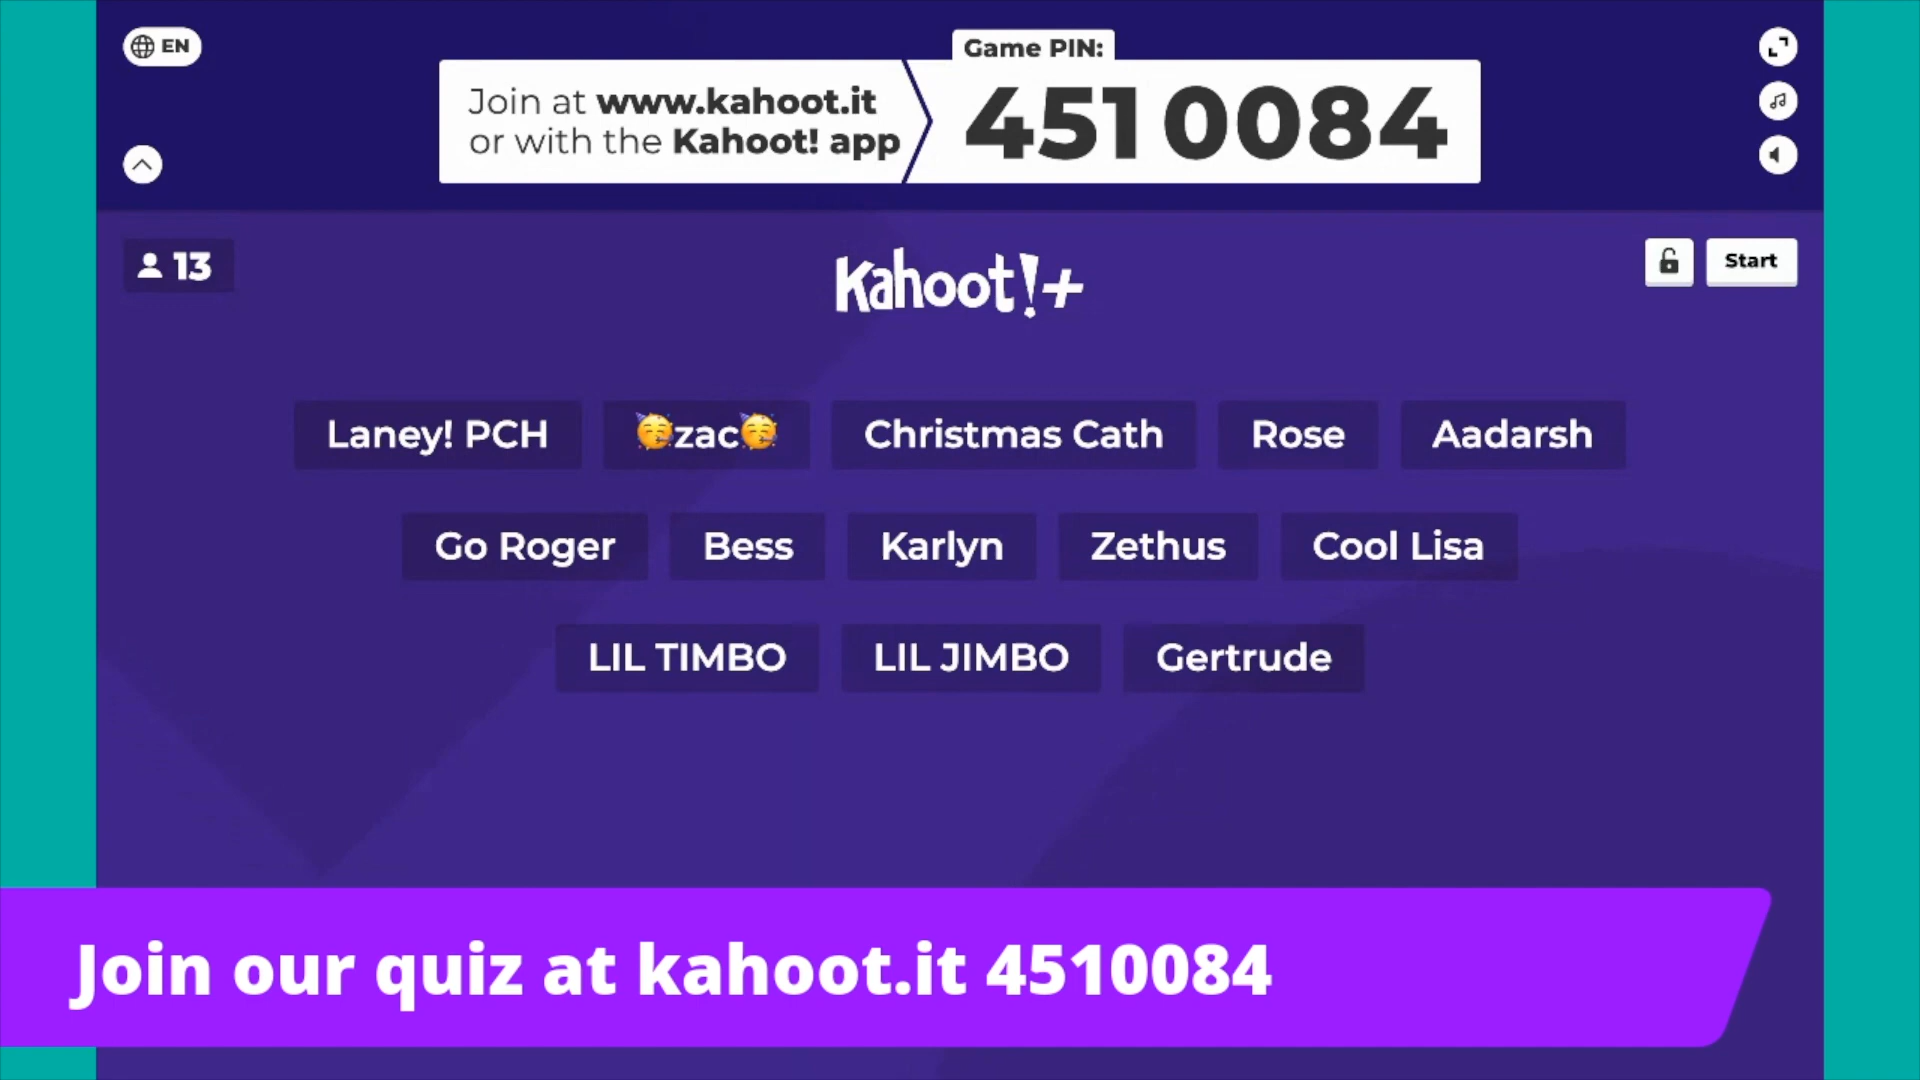 EN
Game PIN:
Join at www.kahoot.it
or with the Kahoot! app
451 0084
13
Kahoot!+
Start
Laney! PCH
🥳zac🥳
Christmas Cath
Rose
Aadarsh
Go Roger
Bess
Karlyn
Zethus
Cool Lisa
LIL TIMBO
LIL JIMBO
Gertrude
Join our quiz at kahoot.it 4510084